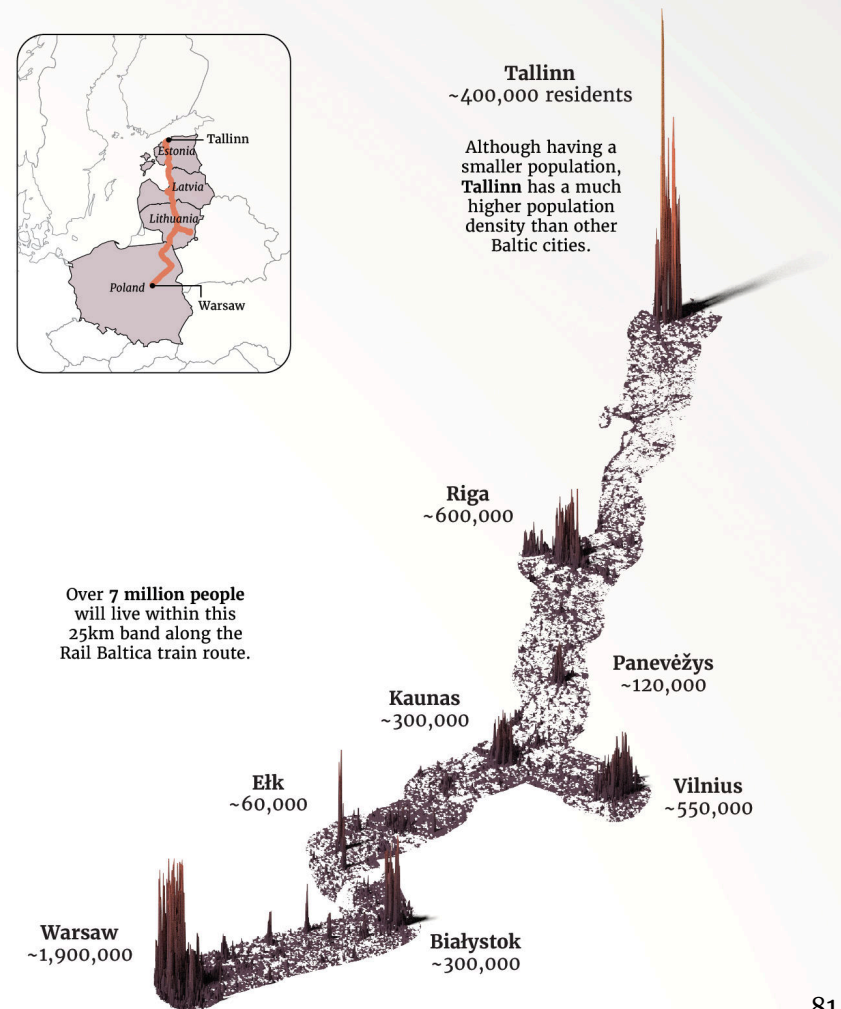 Tallinn
Estonia
Latvia
Lithuania
Poland
Warsaw
Tallinn
~400,000 residents
Although having a
smaller population,
Tallinn has a much
higher population
density than other
Baltic cities.
Riga
~600,000
Over 7 million people
will live within this
25km band along the
Rail Baltica train route.
Panevėžys
~120,000
Kaunas
~300,000
Ełk
~60,000
Vilnius
~550,000
Warsaw
~1,900,000
Białystok
~300,000
81